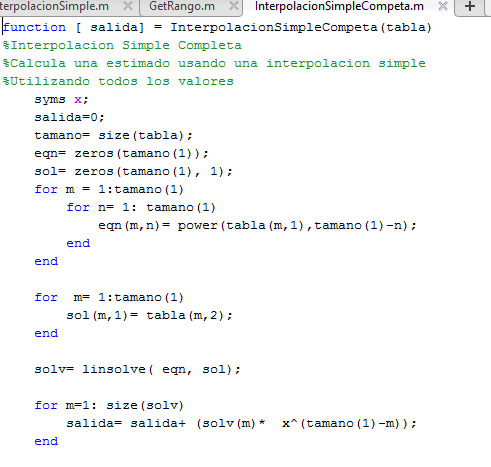 terpolacionSimple.m × GetRango.m × InterpolacionSimpleCompeta.m × +
function [ salida] = InterpolacionSimpleCompeta(tabla)
%Interpolacion Simple Completa
%Calcula una estimado usando una interpolacion simple
%Utilizando todos los valores
    syms x;
    salida=0;
    tamano= size(tabla);
    eqn= zeros(tamano(1));
    sol= zeros(tamano(1), 1);
    for m = 1:tamano(1)
        for n= 1: tamano(1)
            eqn(m,n)= power(tabla(m,1),tamano(1)-n);
        end
    end

    for  m= 1:tamano(1)
        sol(m,1)= tabla(m,2);
    end

    solv= linsolve( eqn, sol);

    for m=1: size(solv)
        salida= salida+ (solv(m)*  x^(tamano(1)-m));
    end